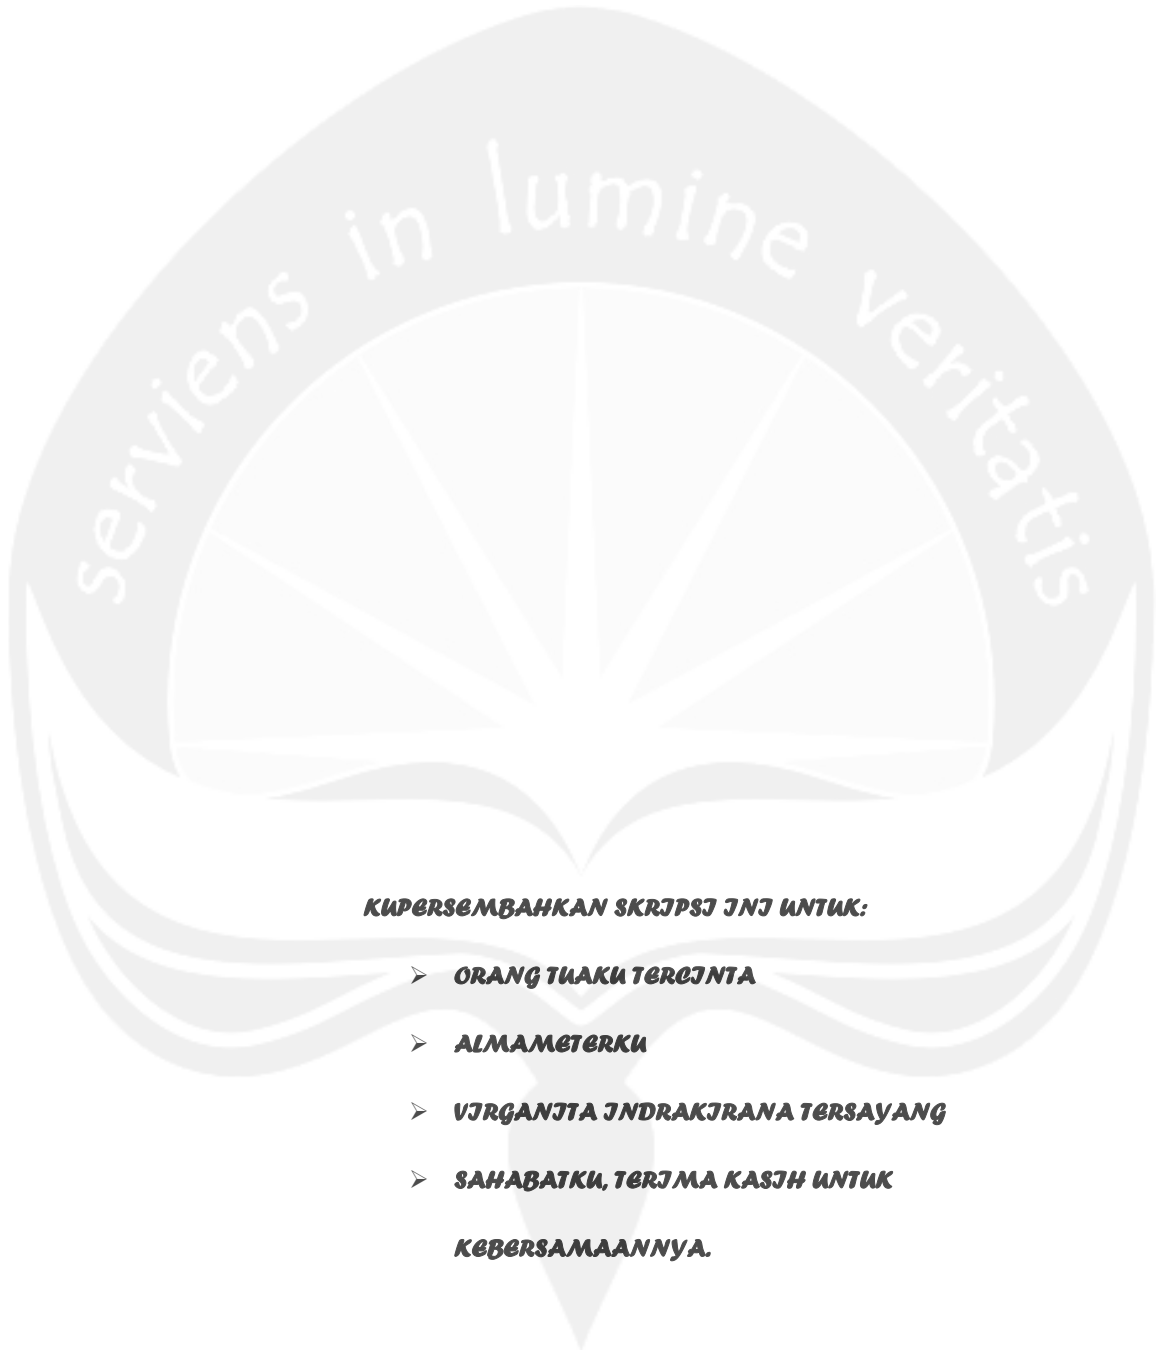 serviens in lumine veritatis
KUPERSEMBAHKAN SKRIPSI INI UNTUK:
➢ ORANG TUAKU TERCINTA
➢ ALMAMETERKU
➢ VIRGANITA INDRAKIRANA TERSAYANG
➢ SAHABATKU, TERIMA KASIH UNTUK
KEBERSAMAANNYA.